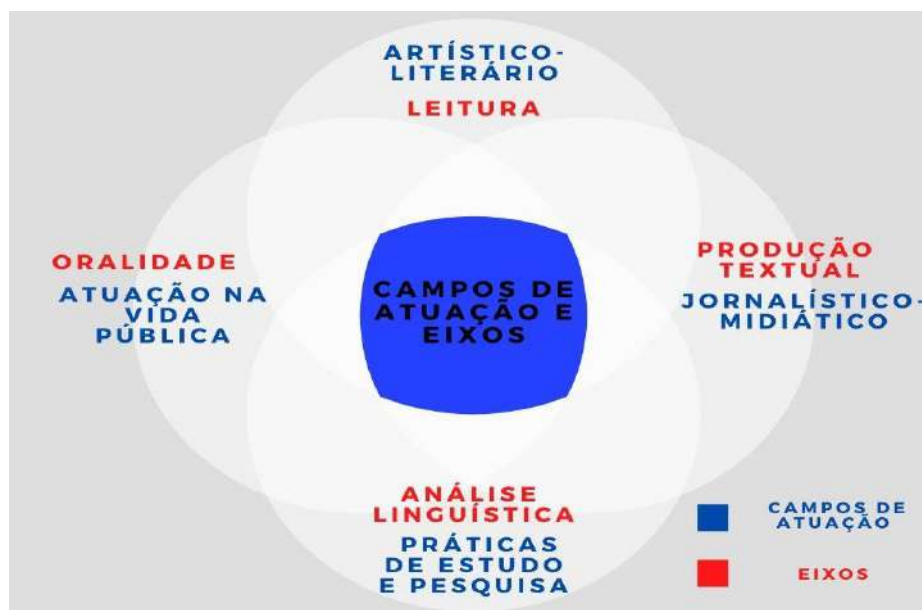 ARTÍSTICO-
LITERÁRIO
LEITURA
ORALIDADE
ATUAÇÃO NA
VIDA
PÚBLICA
CAMPOS DE
ATUAÇÃO E
EIXOS
PRODUÇÃO
TEXTUAL
JORNALÍSTICO-
MIDIÁTICO
ANÁLISE
LINGUÍSTICA
PRÁTICAS
DE ESTUDO
E PESQUISA
CAMPOS DE
ATUAÇÃO
EIXOS